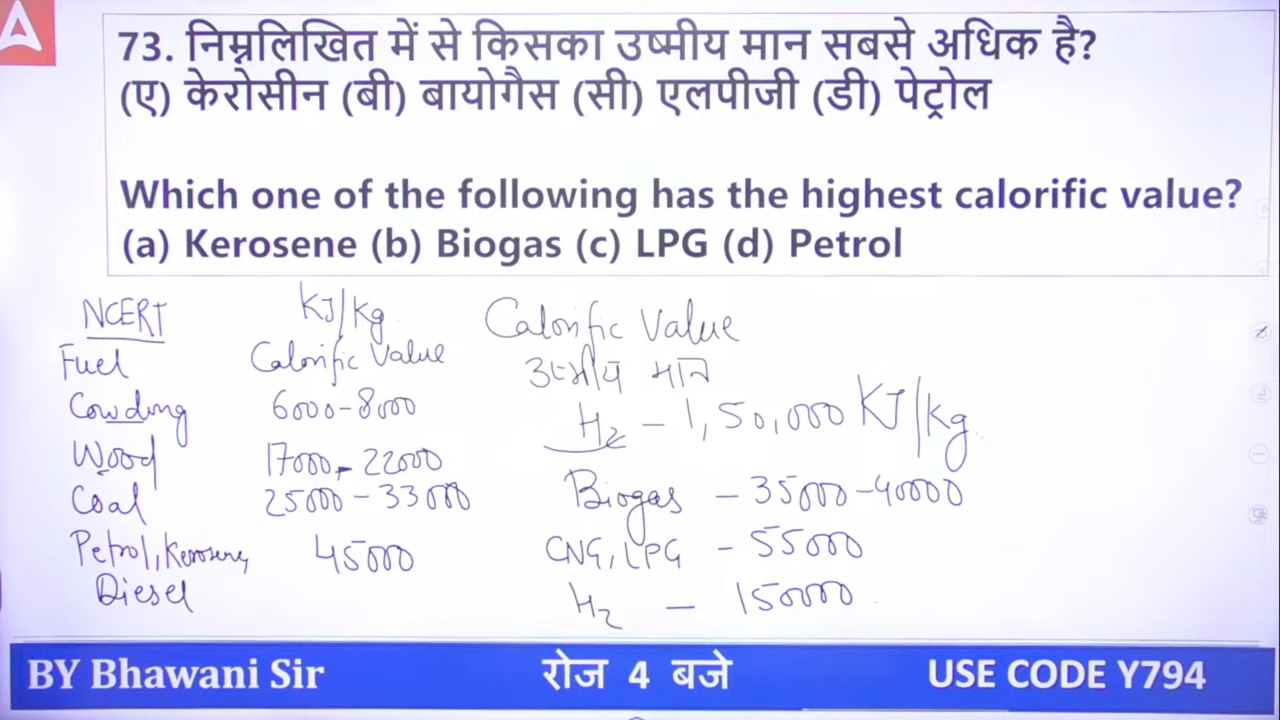 73. निम्नलिखित में से किसका उष्मीय मान सबसे अधिक है?
(ए) केरोसीन (बी) बायोगैस (सी) एलपीजी (डी) पेट्रोल
Which one of the following has the highest calorific value?
(a) Kerosene (b) Biogas (c) LPG (d) Petrol
NCERT KJ/Kg
Fuel Calorific Value
Cowdung 6000-8000
Wood 17000-22000
Coal 25000-33000
Petrol, Kerosene, 45000
Diesel
Calorific Value
उष्मीय मान
H2 - 1,50,000 KJ/kg
Biogas - 35000-40000
CNG, LPG - 55000
H2 - 150000
BY Bhawani Sir रोज 4 बजे USE CODE Y794